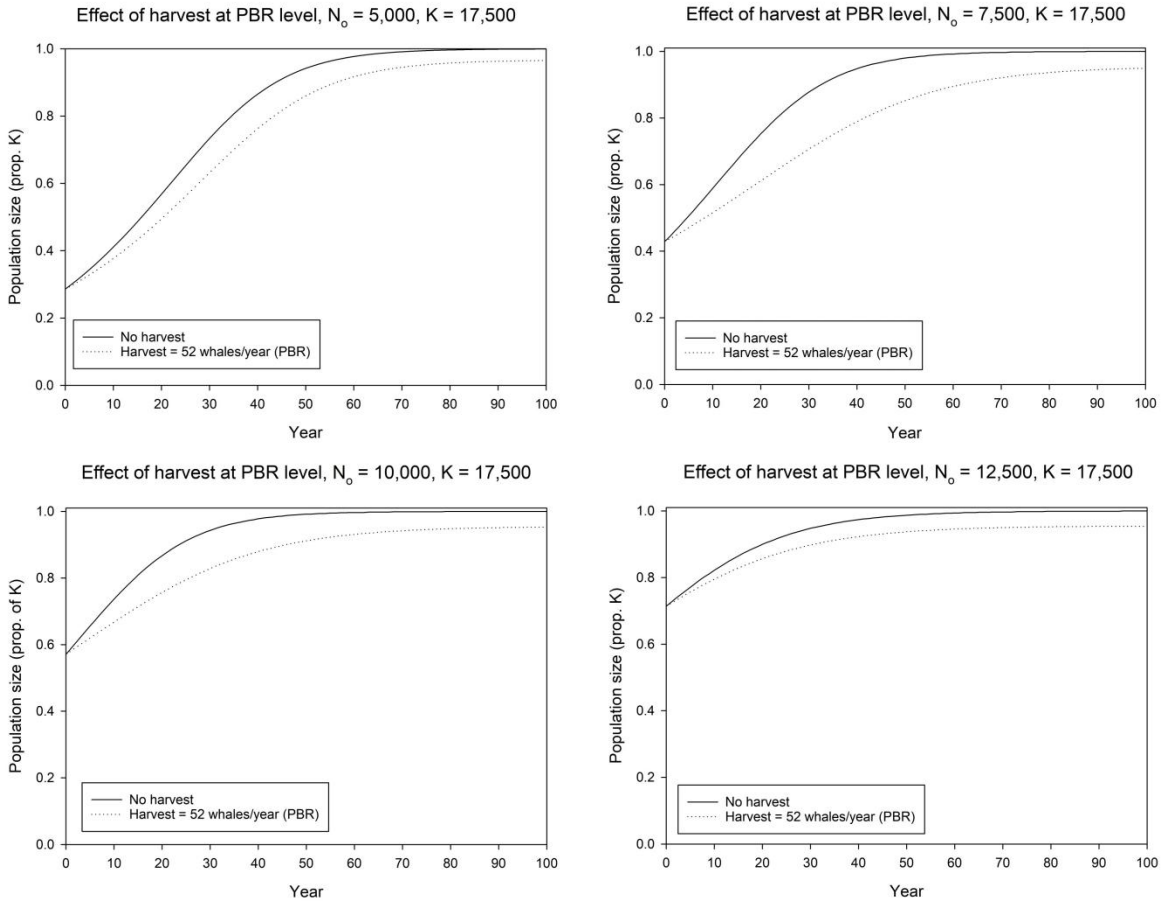 Effect of harvest at PBR level, No = 5,000, K = 17,500
Population size (prop. K)
1.0
0.8
0.6
0.4
0.2
0.0
No harvest
Harvest = 52 whales/year (PBR)
0 10 20 30 40 50 60 70 80 90 100
Year
Effect of harvest at PBR level, No = 7,500, K = 17,500
Population size (prop. K)
1.0
0.8
0.6
0.4
0.2
0.0
No harvest
Harvest = 52 whales/year (PBR)
0 10 20 30 40 50 60 70 80 90 100
Year
Effect of harvest at PBR level, No = 10,000, K = 17,500
Population size (prop. of K)
1.0
0.8
0.6
0.4
0.2
0.0
No harvest
Harvest = 52 whales/year (PBR)
0 10 20 30 40 50 60 70 80 90 100
Year
Effect of harvest at PBR level, No = 12,500, K = 17,500
Population size (prop. K)
1.0
0.8
0.6
0.4
0.2
0.0
No harvest
Harvest = 52 whales/year (PBR)
0 10 20 30 40 50 60 70 80 90 100
Year